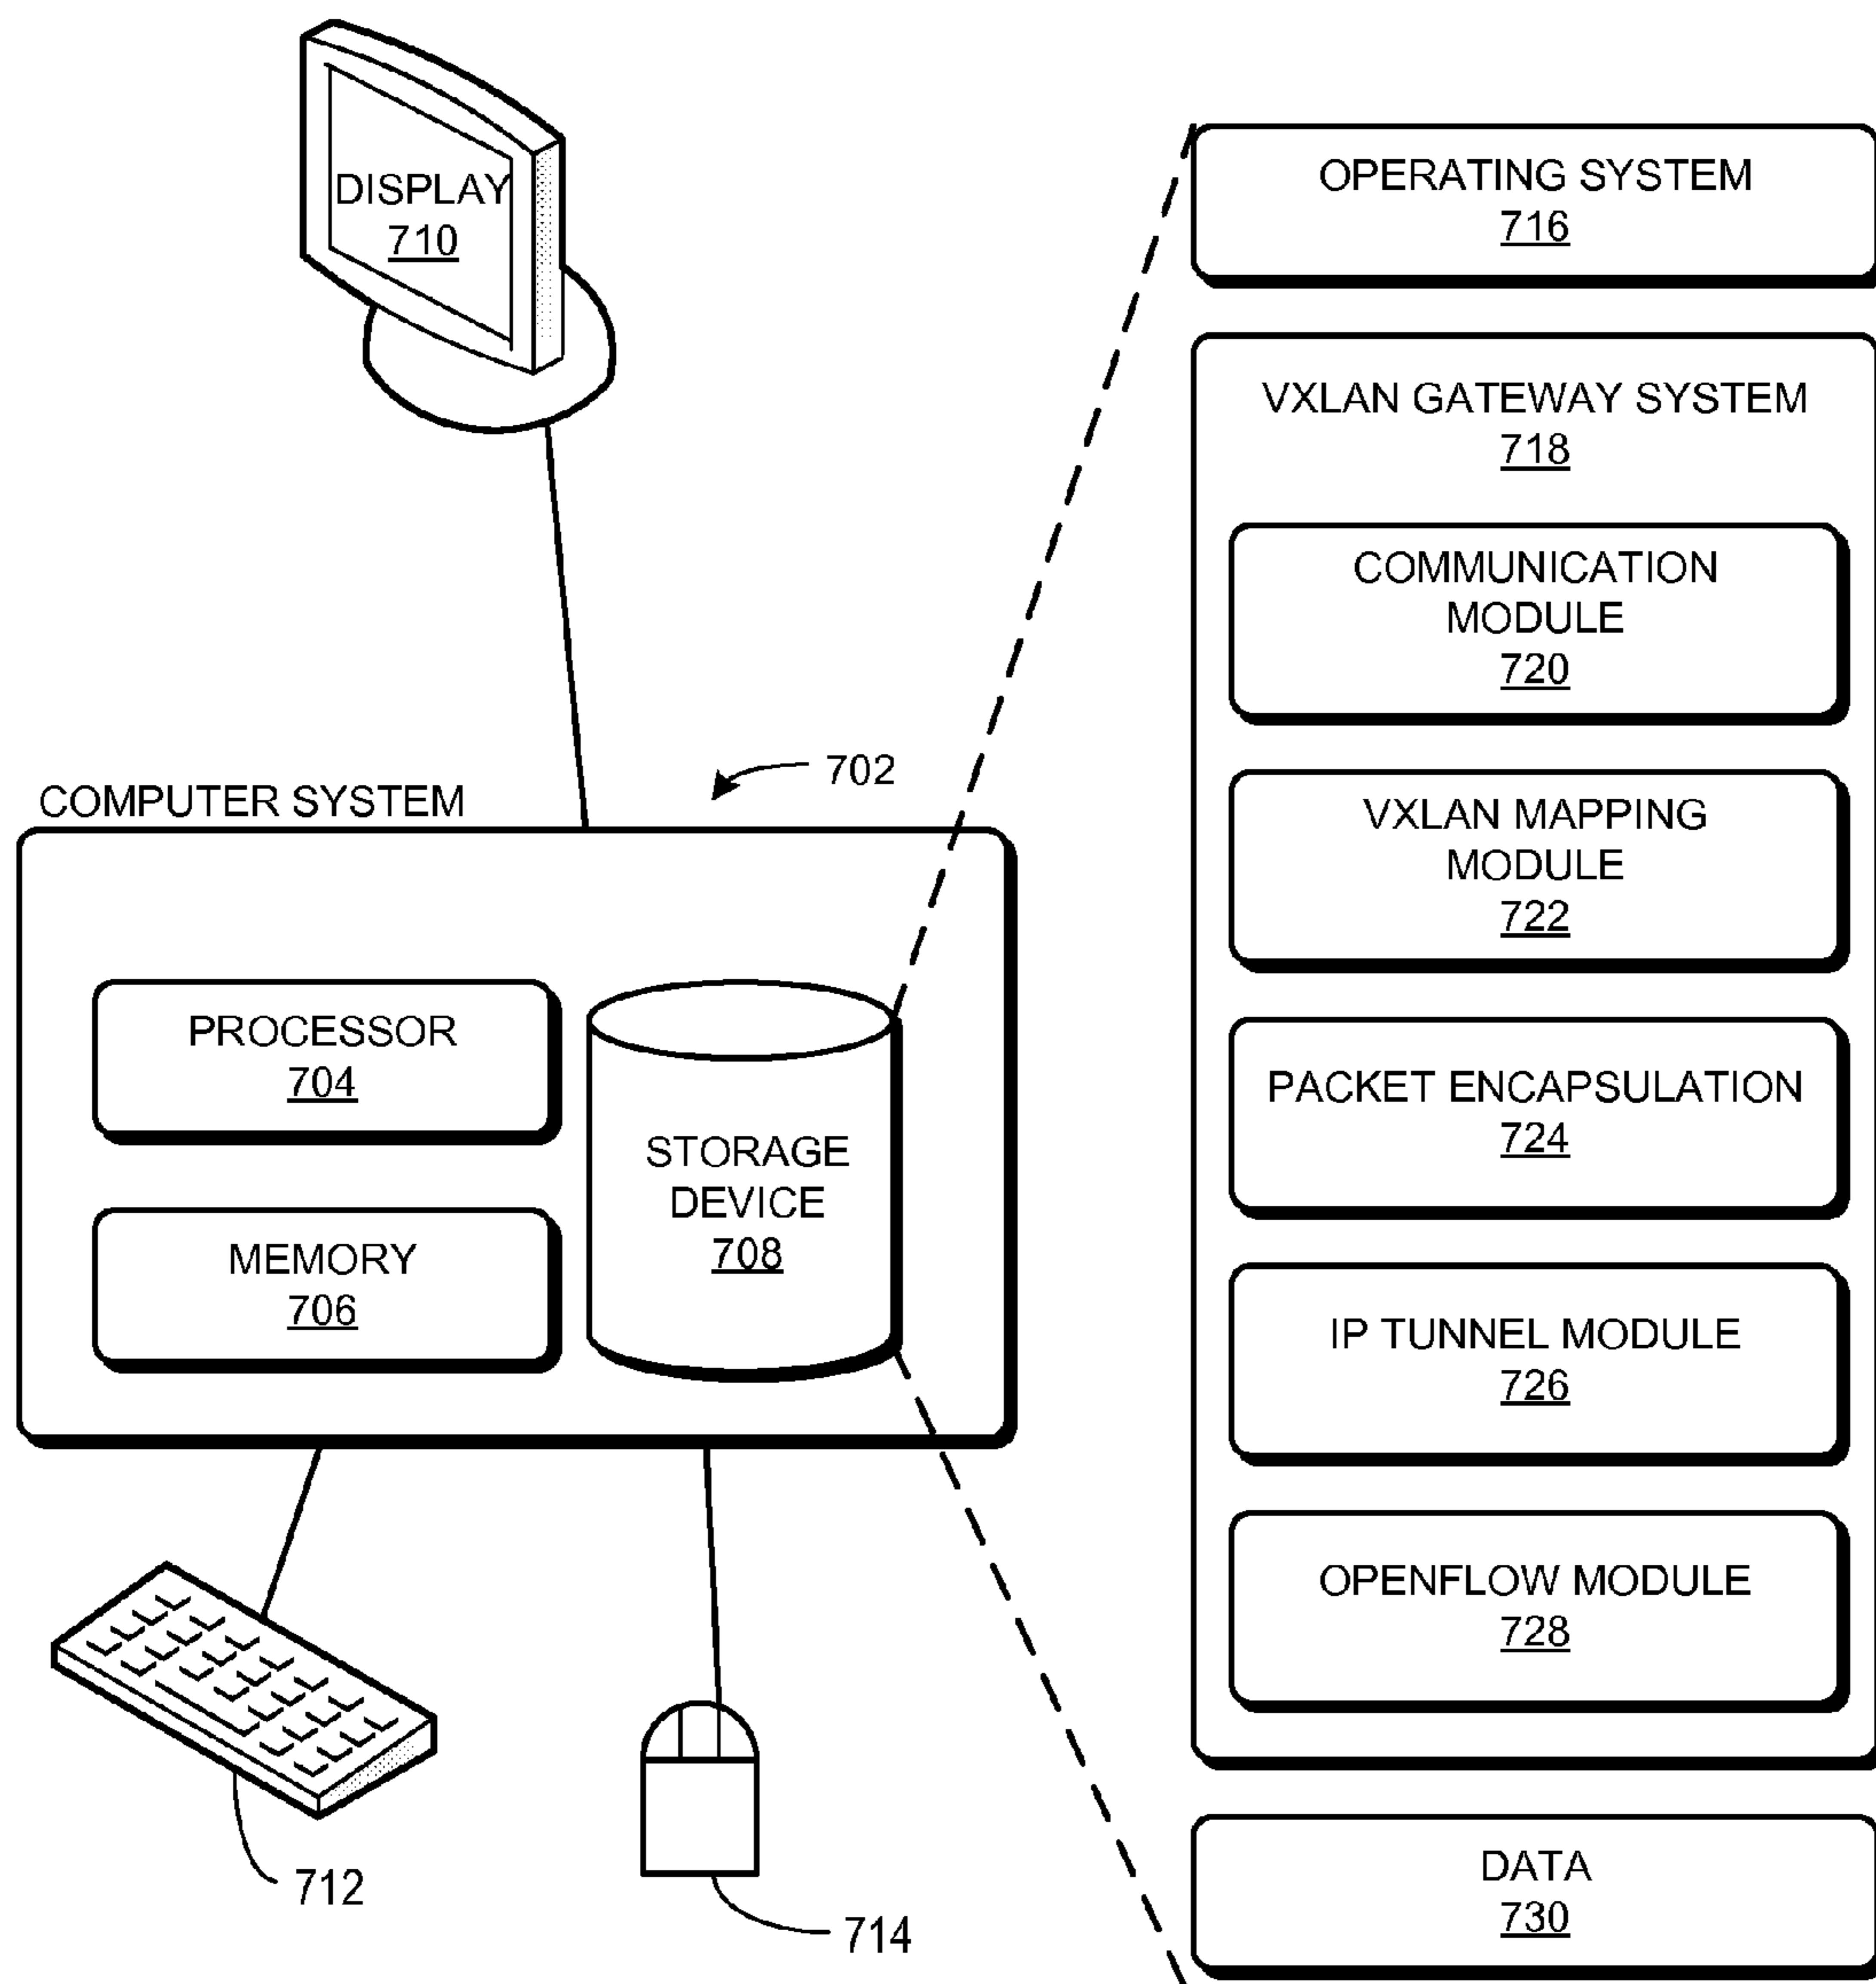 DISPLAY
710
702
COMPUTER SYSTEM
PROCESSOR
704
MEMORY
706
STORAGE
DEVICE
708
712
714
OPERATING SYSTEM
716
VXLAN GATEWAY SYSTEM
718
COMMUNICATION
MODULE
720
VXLAN MAPPING
MODULE
722
PACKET ENCAPSULATION
724
IP TUNNEL MODULE
726
OPENFLOW MODULE
728
DATA
730